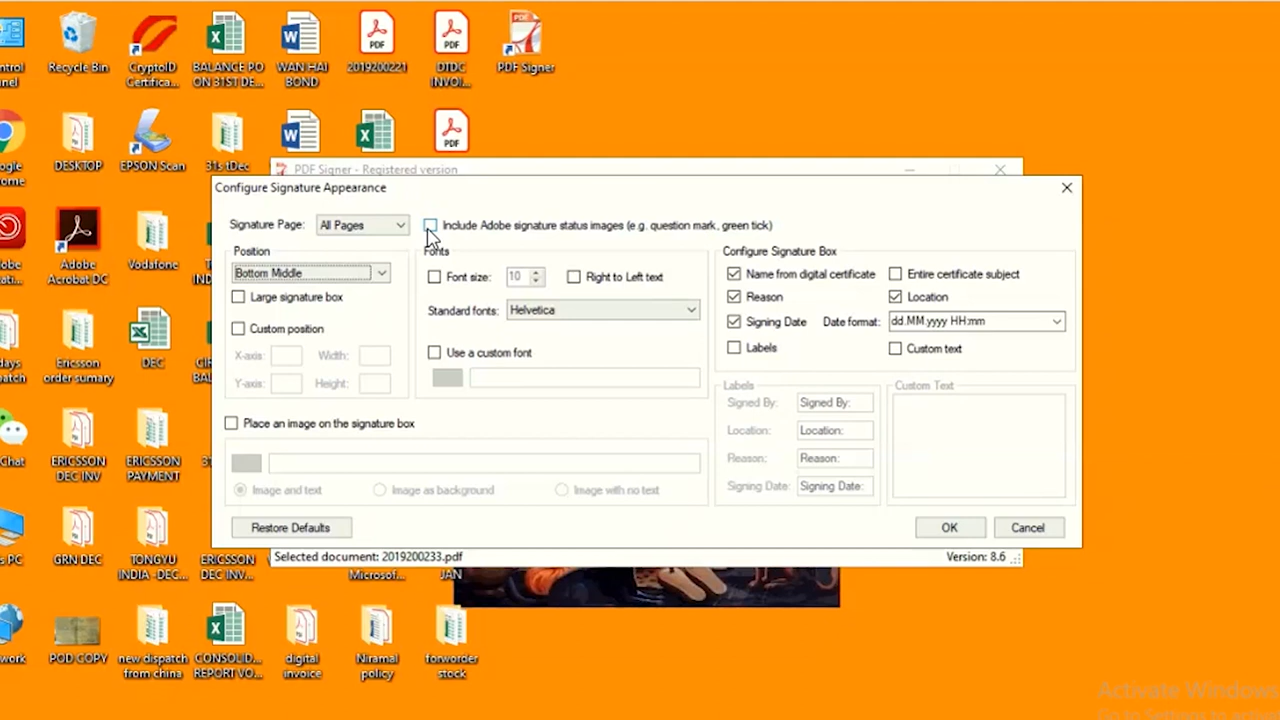 Recycle Bin
CryptoID
Certifica...
BALANCE PO
ON 31ST DE...
WAN HAI
BOND
2019200221
DTDC
INVOI...
PDF Signer
DESKTOP
EPSON Scan
31s tDec
PDF Signer - Registered version
Configure Signature Appearance
Signature Page: All Pages
Include Adobe signature status images (e.g. question mark, green tick)
Position
Bottom Middle
Large signature box
Custom position
X-axis: Width:
Y-axis: Height:
Fonts
Font size: 10 Right to Left text
Standard fonts: Helvetica
Use a custom font
Configure Signature Box
Name from digital certificate Entire certificate subject
Reason Location
Signing Date Date format: dd.MM.yyyy HH:mm
Labels Custom text
Labels
Signed By: Signed By:
Location: Location:
Reason: Reason:
Signing Date: Signing Date:
Custom Text
Place an image on the signature box
Image and text Image as background Image with no text
Restore Defaults OK Cancel
Selected document: 2019200233.pdf Version: 8.6
Adobe
Acrobat DC
Vodafone
Ericsson
order sumary
DEC
ERICSSON
DEC INV
ERICSSON
PAYMENT
GRN DEC
TONGYU
INDIA -DEC...
ERICSSON
DEC INV...
Microsof...
JAN
POD COPY
new dispatch
from china
CONSOLID...
REPORT VO...
digital
invoice
Niramal
policy
forworder
stock
Activate Windows